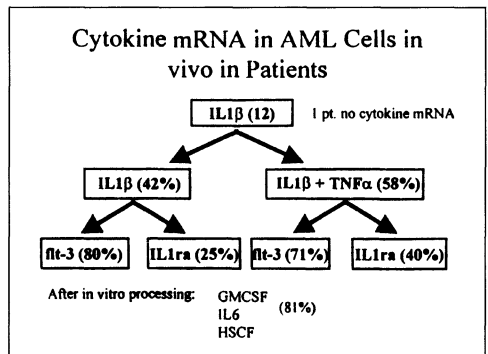 Cytokine mRNA in AML Cells in
vivo in Patients
IL1β (12)
1 pt. no cytokine mRNA
IL1β (42%)
IL1β + TNFα (58%)
flt-3 (80%)
IL1ra (25%)
flt-3 (71%)
IL1ra (40%)
After in vitro processing:
GMCSF
IL6
HSCF
(81%)